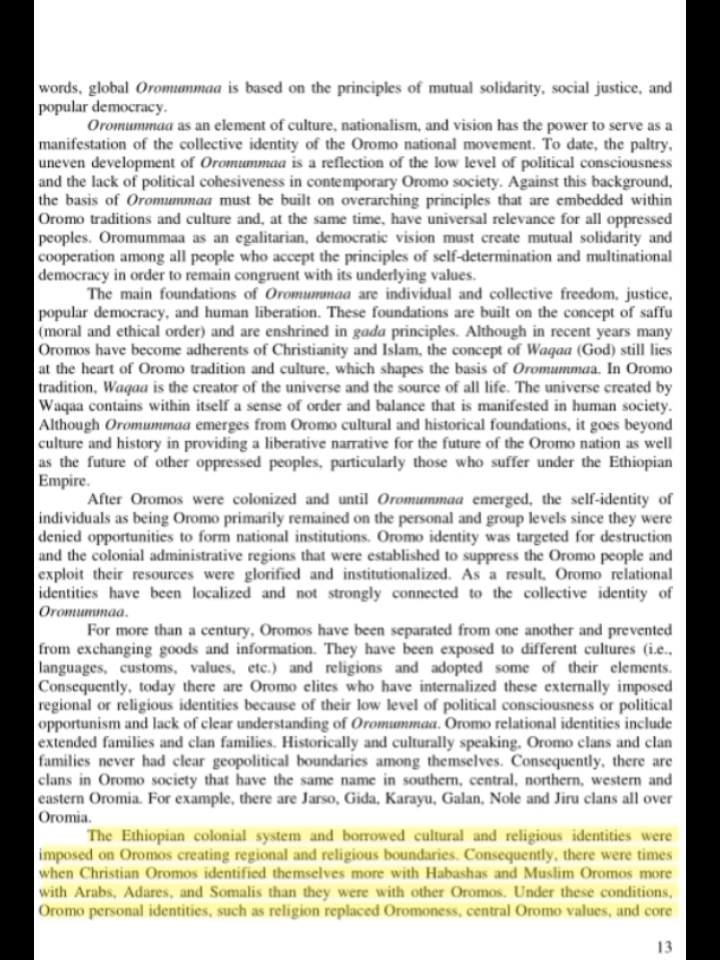 words, global Oromummaa is based on the principles of mutual solidarity, social justice, and
popular democracy.
Oromummaa as an element of culture, nationalism, and vision has the power to serve as a
manifestation of the collective identity of the Oromo national movement. To date, the paltry,
uneven development of Oromummaa is a reflection of the low level of political consciousness
and the lack of political cohesiveness in contemporary Oromo society. Against this background,
the basis of Oromummaa must be built on overarching principles that are embedded within
Oromo traditions and culture and, at the same time, have universal relevance for all oppressed
peoples. Oromummaa as an egalitarian, democratic vision must create mutual solidarity and
cooperation among all people who accept the principles of self-determination and multinational
democracy in order to remain congruent with its underlying values.
The main foundations of Oromummaa are individual and collective freedom, justice,
popular democracy, and human liberation. These foundations are built on the concept of saffu
(moral and ethical order) and are enshrined in gada principles. Although in recent years many
Oromos have become adherents of Christianity and Islam, the concept of Waqaa (God) still lies
at the heart of Oromo tradition and culture, which shapes the basis of Oromummaa. In Oromo
tradition, Waqaa is the creator of the universe and the source of all life. The universe created by
Waqaa contains within itself a sense of order and balance that is manifested in human society.
Although Oromummaa emerges from Oromo cultural and historical foundations, it goes beyond
culture and history in providing a liberative narrative for the future of the Oromo nation as well
as the future of other oppressed peoples, particularly those who suffer under the Ethiopian
Empire.
After Oromos were colonized and until Oromummaa emerged, the self-identity of
individuals as being Oromo primarily remained on the personal and group levels since they were
denied opportunities to form national institutions. Oromo identity was targeted for destruction
and the colonial administrative regions that were established to suppress the Oromo people and
exploit their resources were glorified and institutionalized. As a result, Oromo relational
identities have been localized and not strongly connected to the collective identity of
Oromummaa.
For more than a century, Oromos have been separated from one another and prevented
from exchanging goods and information. They have been exposed to different cultures (i.e.,
languages, customs, values, etc.) and religions and adopted some of their elements.
Consequently, today there are Oromo elites who have internalized these externally imposed
regional or religious identities because of their low level of political consciousness or political
opportunism and lack of clear understanding of Oromummaa. Oromo relational identities include
extended families and clan families. Historically and culturally speaking, Oromo clans and clan
families never had clear geopolitical boundaries among themselves. Consequently, there are
clans in Oromo society that have the same name in southern, central, northern, western and
eastern Oromia. For example, there are Jarso, Gida, Karayu, Galan, Nole and Jiru clans all over
Oromia.
The Ethiopian colonial system and borrowed cultural and religious identities were
imposed on Oromos creating regional and religious boundaries. Consequently, there were times
when Christian Oromos identified themselves more with Habashas and Muslim Oromos more
with Arabs, Adares, and Somalis than they were with other Oromos. Under these conditions,
Oromo personal identities, such as religion replaced Oromoness, central Oromo values, and core
13